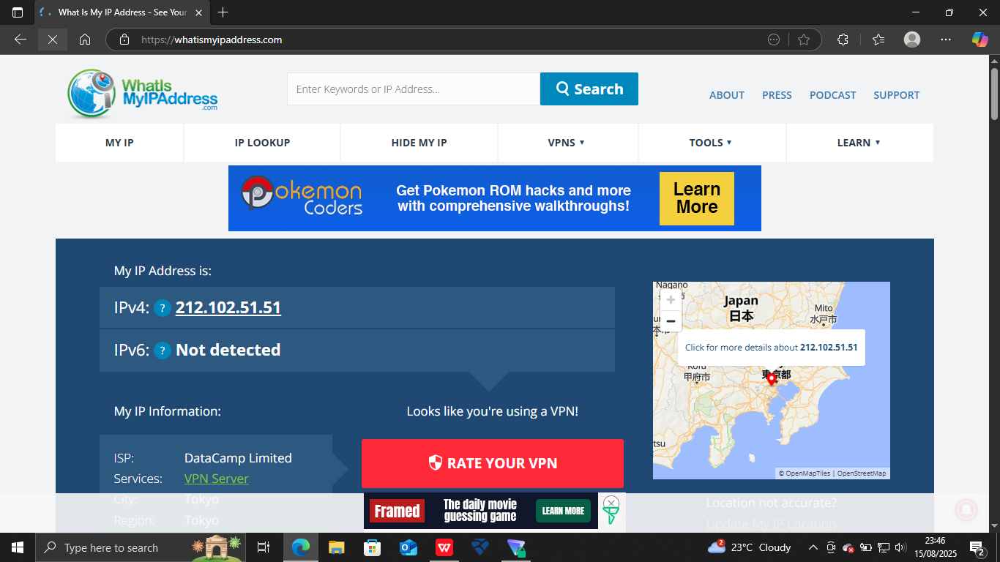 What Is My IP Address - See Your
https://whatismyipaddress.com
WhatIs
MyIPAddress
.com
Enter Keywords or IP Address...
Search
ABOUT
PRESS
PODCAST
SUPPORT
MY IP
IP LOOKUP
HIDE MY IP
VPNS
TOOLS
LEARN
Pokemon
Coders
Get Pokemon ROM hacks and more
with comprehensive walkthroughs!
Learn
More
My IP Address is:
IPv4: ? 212.102.51.51
IPv6: ? Not detected
Nagano
Japan
日本
Mito
水戸市
Click for more details about 212.102.51.51
甲府市
東京都
© OpenMapTiles | OpenStreetMap
My IP Information:
Looks like you're using a VPN!
ISP: DataCamp Limited
Services: VPN Server
City: Tokyo
Region: Tokyo
RATE YOUR VPN
Framed
The daily movie
guessing game
LEARN MORE
Location not accurate?
Update My IP Location
Type here to search
W
2
23°C Cloudy
23:46
15/08/2025
2